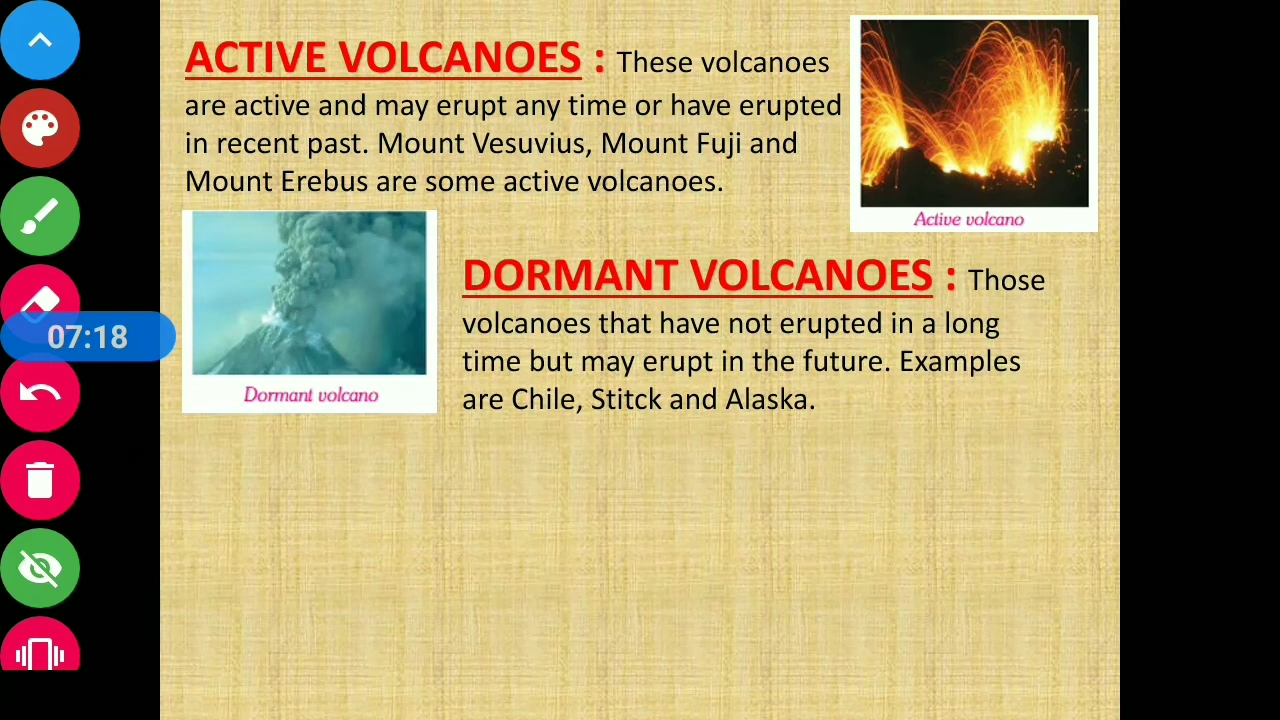 ACTIVE VOLCANOES : These volcanoes
are active and may erupt any time or have erupted
in recent past. Mount Vesuvius, Mount Fuji and
Mount Erebus are some active volcanoes.
Active volcano
DORMANT VOLCANOES : Those
volcanoes that have not erupted in a long
time but may erupt in the future. Examples
are Chile, Stitck and Alaska.
Dormant volcano
07:18